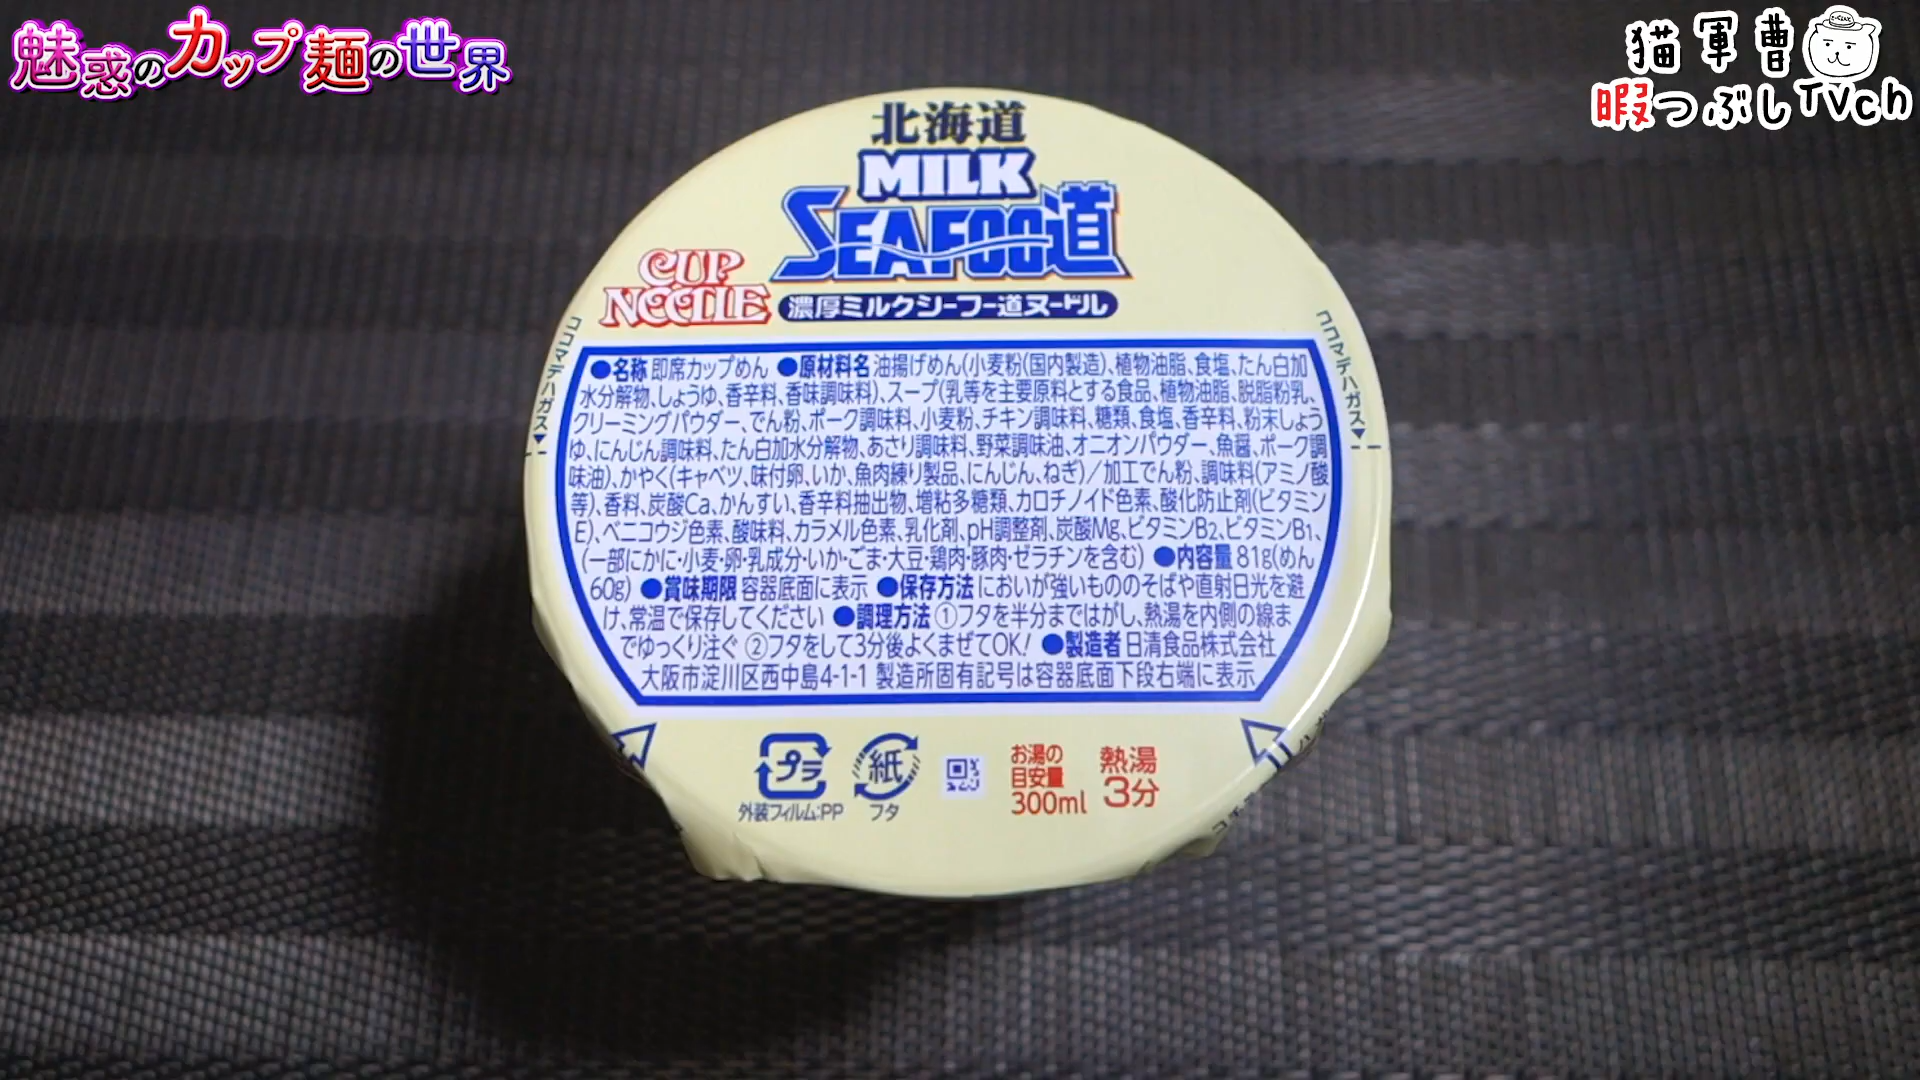 魅惑のカップ麺の世界
猫軍曹
暇つぶしTVch
北海道
MILK
SEAFOO道
CUP
NOODLE
濃厚ミルクシーフー道ヌードル
ココマデハガス▼
ココマデハガス▼
●名称 即席カップめん ●原材料名 油揚げめん(小麦粉(国内製造)、植物油脂、食塩、たん白加
水分解物、しょうゆ、香辛料、香味調味料)、スープ(乳等を主要原料とする食品、植物油脂、脱脂粉乳、
クリーミングパウダー、でん粉、ポーク調味料、小麦粉、チキン調味料、糖類、食塩、香辛料、粉末しょう
ゆ、にんじん調味料、たん白加水分解物、あさり調味料、野菜調味油、オニオンパウダー、魚醤、ポーク調
味油)、かやく(キャベツ、味付卵、いか、魚肉練り製品、にんじん、ねぎ)／加工でん粉、調味料(アミノ酸
等)、香料、炭酸Ca、かんすい、香辛料抽出物、増粘多糖類、カロチノイド色素、酸化防止剤(ビタミン
E)、ベニコウジ色素、酸味料、カラメル色素、乳化剤、pH調整剤、炭酸Mg、ビタミンB2、ビタミンB1、
(一部にかに・小麦・卵・乳成分・いか・ごま・大豆・鶏肉・豚肉・ゼラチンを含む) ●内容量 81g(めん
60g) ●賞味期限 容器底面に表示 ●保存方法 においが強いもののそばや直射日光を避
け、常温で保存してください ●調理方法 ①フタを半分まではがし、熱湯を内側の線ま
でゆっくり注ぐ ②フタをして3分後よくまぜてOK! ●製造者 日清食品株式会社
大阪市淀川区西中島4-1-1 製造所固有記号は容器底面下段右端に表示
プラ
外装フィルム:PP
紙
フタ
お湯の
目安量
300ml
熱湯
3分